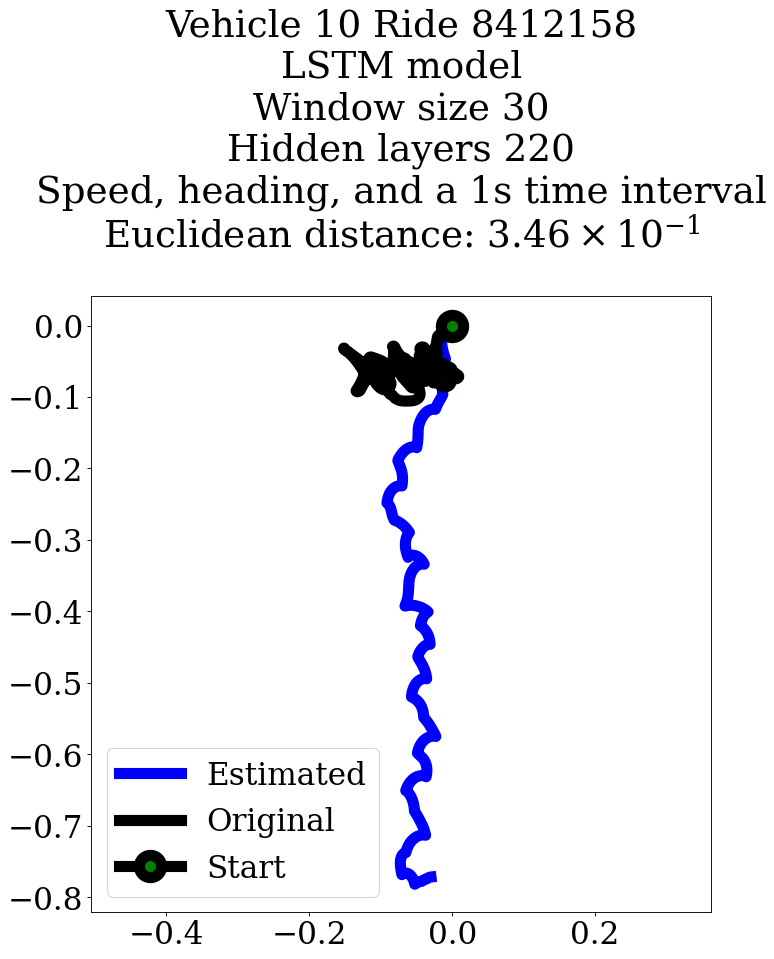 Vehicle 10 Ride 8412158
LSTM model
Window size 30
Hidden layers 220
Speed, heading, and a 1s time interval
Euclidean distance: 3.46 × 10⁻¹
0.0
−0.1
−0.2
−0.3
−0.4
−0.5
−0.6
−0.7
−0.8
Estimated
Original
Start
−0.4 −0.2 0.0 0.2